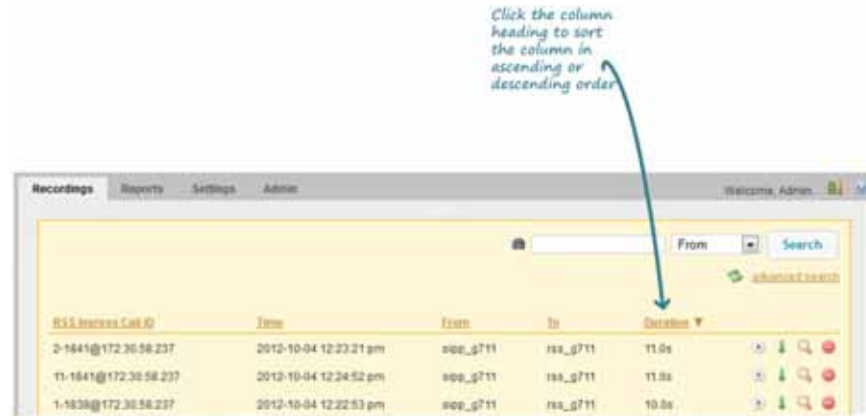 Click the column
heading to sort
the column in
ascending or
descending order
Recordings Reports Settings Admin
Welcome, Admin
From Search
advanced search
RSS Ingress Call ID Time From To Duration ▼
2-1841@172.30.58.237 2012-10-04 12:23:21 pm sipp_g711 rss_g711 11.0s
11-1841@172.30.58.237 2012-10-04 12:24:52 pm sipp_g711 rss_g711 11.0s
1-1838@172.30.58.237 2012-10-04 12:22:53 pm sipp_g711 rss_g711 10.0s